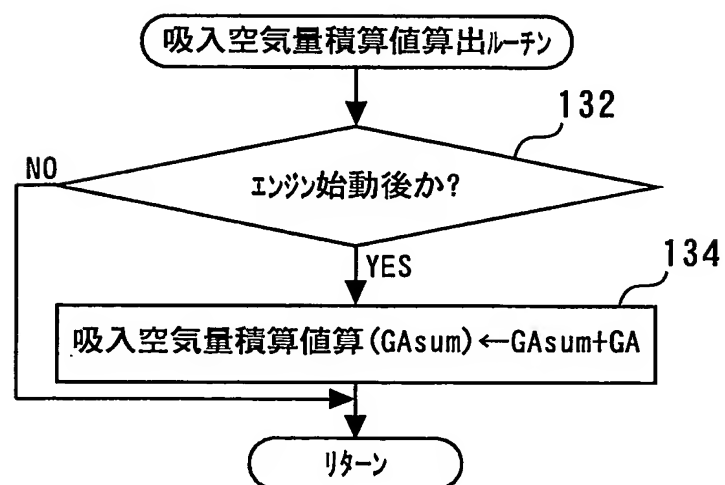 吸入空気量積算値算出ルーチン
132
エンジン始動後か?
NO
YES
134
吸入空気量積算値算(GAsum)←GAsum+GA
リターン